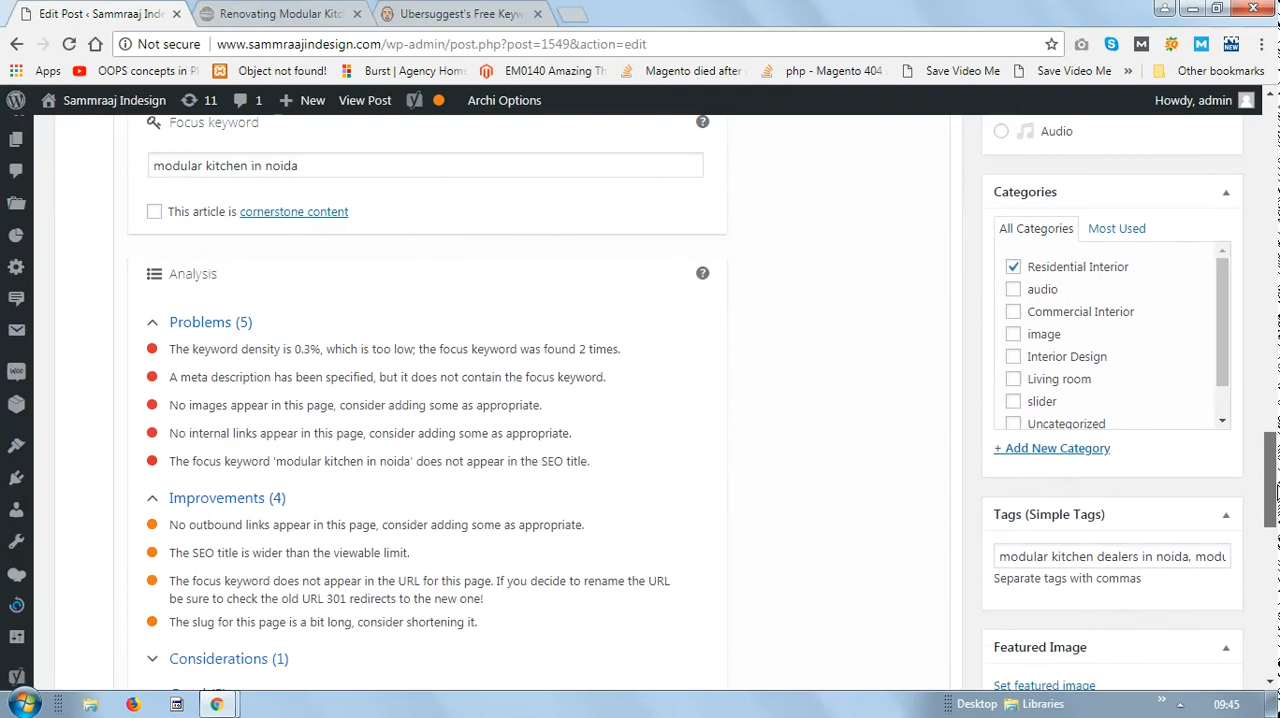 Edit Post ‹ Sammraaj Inde
Renovating Modular Kitc
Ubersuggest's Free Keyw
Not secure
www.sammraajindesign.com/wp-admin/post.php?post=1549&action=edit
Apps
OOPS concepts in P
Object not found!
Burst | Agency Home
EM0140 Amazing Th
Magento died after
php - Magento 404
Save Video Me
Save Video Me
»
Other bookmarks
Sammraaj Indesign
11
1
New
View Post
Archi Options
Howdy, admin
Focus keyword
modular kitchen in noida
This article is cornerstone content
Analysis
Problems (5)
The keyword density is 0.3%, which is too low; the focus keyword was found 2 times.
A meta description has been specified, but it does not contain the focus keyword.
No images appear in this page, consider adding some as appropriate.
No internal links appear in this page, consider adding some as appropriate.
The focus keyword 'modular kitchen in noida' does not appear in the SEO title.
Improvements (4)
No outbound links appear in this page, consider adding some as appropriate.
The SEO title is wider than the viewable limit.
The focus keyword does not appear in the URL for this page. If you decide to rename the URL
be sure to check the old URL 301 redirects to the new one!
The slug for this page is a bit long, consider shortening it.
Considerations (1)
Audio
Categories
All Categories
Most Used
Residential Interior
audio
Commercial Interior
image
Interior Design
Living room
slider
Uncategorized
+ Add New Category
Tags (Simple Tags)
modular kitchen dealers in noida, modu
Separate tags with commas
Featured Image
Set featured image
Desktop
Libraries
»
09:45